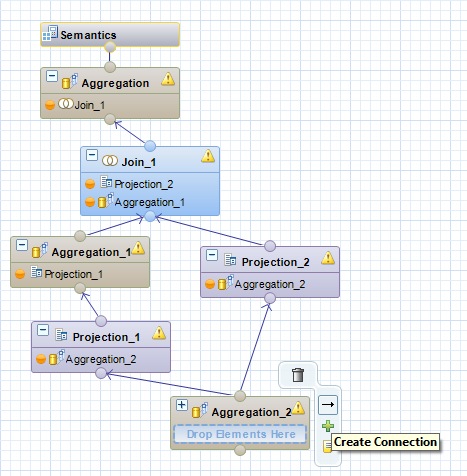 Semantics
Aggregation
Join_1
Join_1
Projection_2
Aggregation_1
Aggregation_1
Projection_1
Projection_2
Aggregation_2
Projection_1
Aggregation_2
Aggregation_2
Drop Elements Here
Create Connection